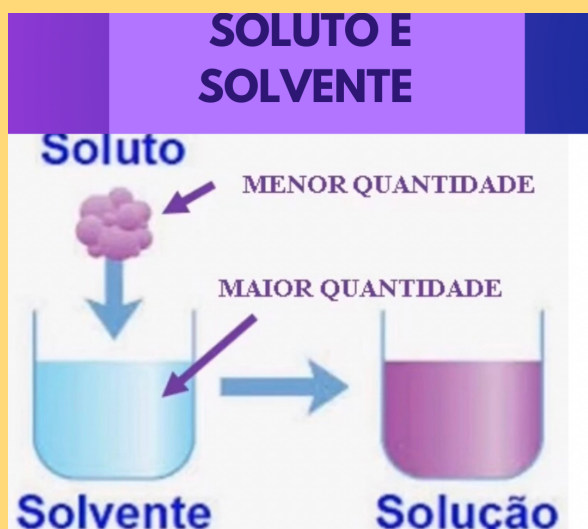 SOLUTO E
SOLVENTE
Soluto
MENOR QUANTIDADE
MAIOR QUANTIDADE
Solvente
Solução